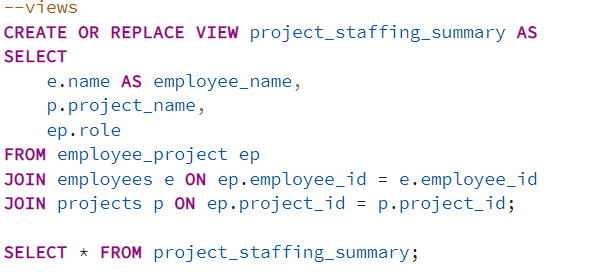 --views
CREATE OR REPLACE VIEW project_staffing_summary AS
SELECT
    e.name AS employee_name,
    p.project_name,
    ep.role
FROM employee_project ep
JOIN employees e ON ep.employee_id = e.employee_id
JOIN projects p ON ep.project_id = p.project_id;

SELECT * FROM project_staffing_summary;